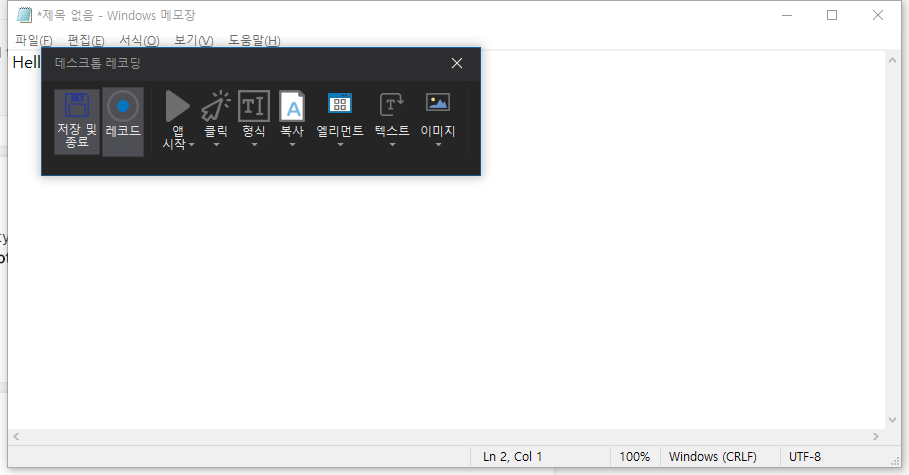 *제목 없음 - Windows 메모장
파일(F) 편집(E) 서식(O) 보기(V) 도움말(H)
Hell
데스크톱 레코딩
저장 및
종료
레코드
앱
시작
클릭
형식
복사
엘리먼트
텍스트
이미지
Ln 2, Col 1
100%
Windows (CRLF)
UTF-8